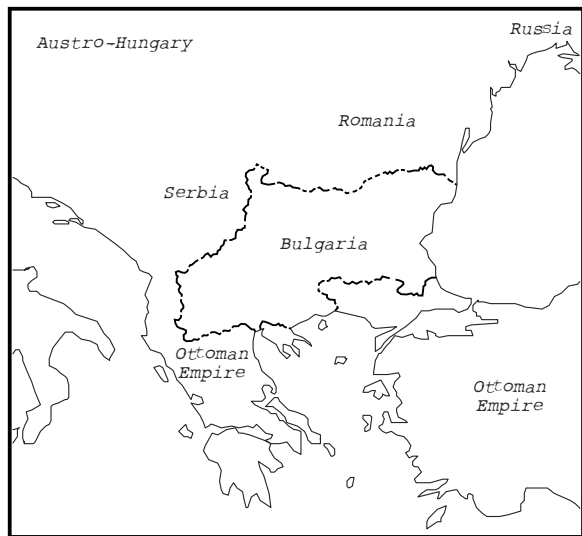 Russia
Austro-Hungary
Romania
Serbia
Bulgaria
Ottoman
Empire
Ottoman
Empire